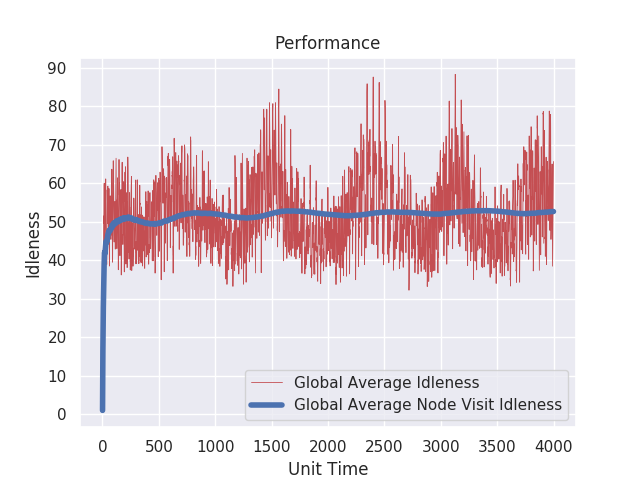 Performance
90
80
70
60
50
40
30
20
10
0
Idleness
Global Average Idleness
Global Average Node Visit Idleness
0 500 1000 1500 2000 2500 3000 3500 4000
Unit Time